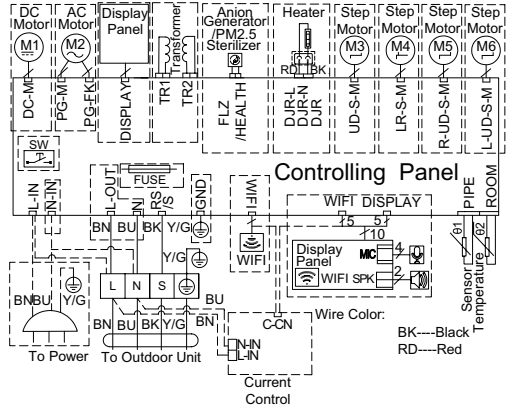 DC Motor
AC Motor
Display Panel
Transformer
Anion Generator /PM2.5 Sterilizer
Heater
Step Motor
Step Motor
Step Motor
Step Motor
M1
M2
M3
M4
M5
M6
RD BK
DC-M
PG-M
PG-FK
DISPLAY
TR1
TR2
FLZ /HEALTH
DJR-L
DJR-N
DJR
UD-S-M
LR-S-M
R-UD-S-M
L-UD-S-M
SW
FUSE
Controlling Panel
L-IN
N-IN
L-OUT
N
RS /S
GND
WIFI
WIFI DISPLAY
PIPE
ROOM
5
5
10
θ1
θ2
BN BU BK Y/G
WIFI
Display Panel
MIC
4
WIFI SPK
2
Y/G
Sensor
Temperature
L N S
BU
BN
BU
Y/G
BN BU BK Y/G
BN
C-CN
N-IN
L-IN
To Power
To Outdoor Unit
Current Control
Wire Color:
BK----Black
RD----Red